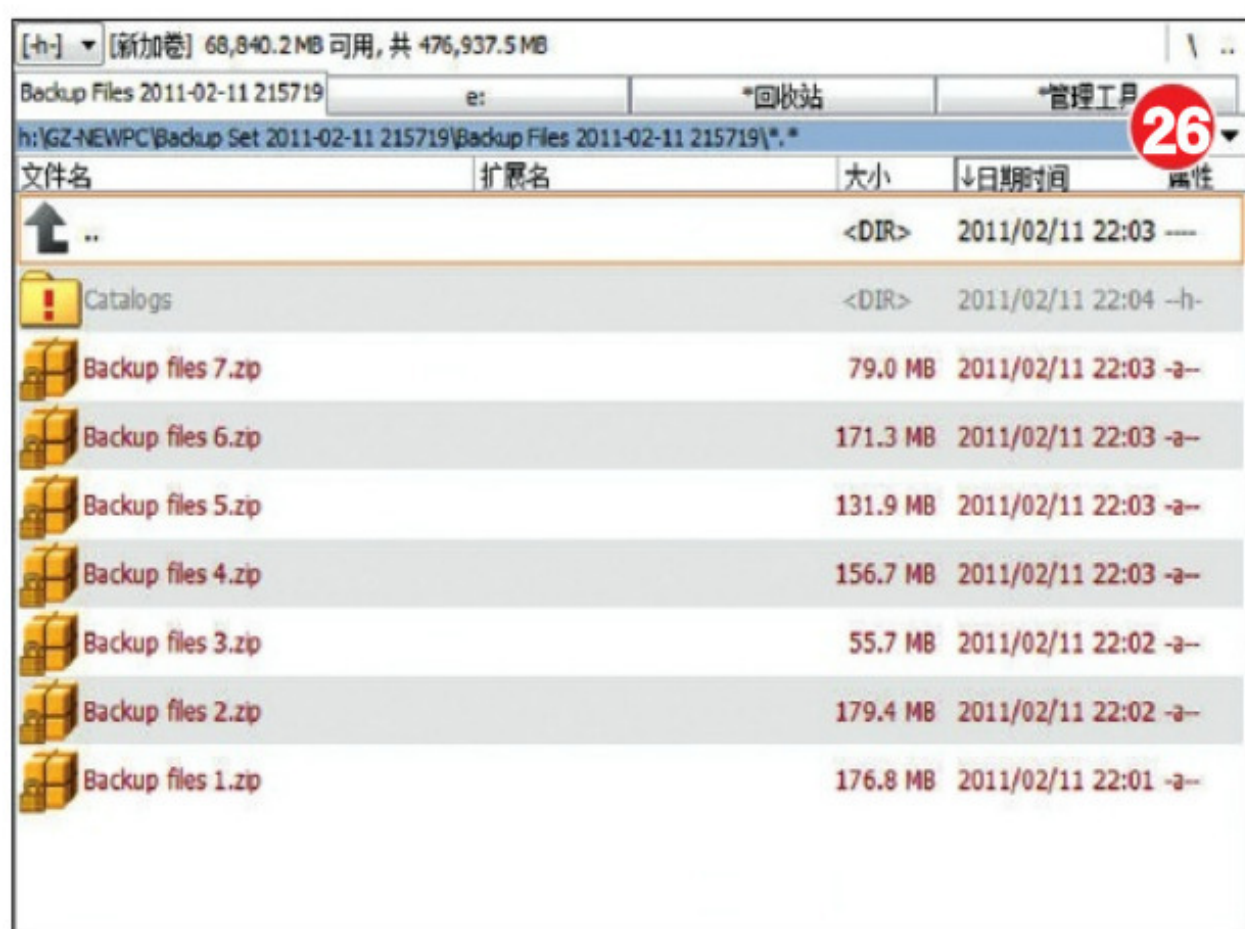 [-h-] [新加卷] 68,840.2 MB 可用, 共 476,937.5 MB \ ..
Backup Files 2011-02-11 215719 e: *回收站 *管理工具
26
h:\GZ-NEWPC\Backup Set 2011-02-11 215719\Backup Files 2011-02-11 215719\*.*
文件名 扩展名 大小 ↓日期时间 属性
.. <DIR> 2011/02/11 22:03 ----
Catalogs <DIR> 2011/02/11 22:04 --h-
Backup files 7.zip 79.0 MB 2011/02/11 22:03 -a--
Backup files 6.zip 171.3 MB 2011/02/11 22:03 -a--
Backup files 5.zip 131.9 MB 2011/02/11 22:03 -a--
Backup files 4.zip 156.7 MB 2011/02/11 22:03 -a--
Backup files 3.zip 55.7 MB 2011/02/11 22:02 -a--
Backup files 2.zip 179.4 MB 2011/02/11 22:02 -a--
Backup files 1.zip 176.8 MB 2011/02/11 22:01 -a--